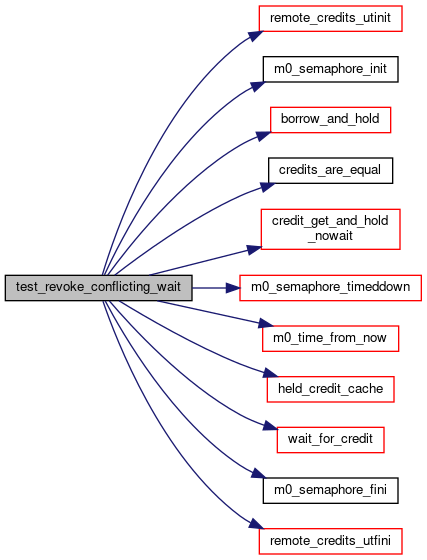 remote_credits_utinit
m0_semaphore_init
borrow_and_hold
credits_are_equal
credit_get_and_hold
_nowait
test_revoke_conflicting_wait
m0_semaphore_timeddown
m0_time_from_now
held_credit_cache
wait_for_credit
m0_semaphore_fini
remote_credits_utfini